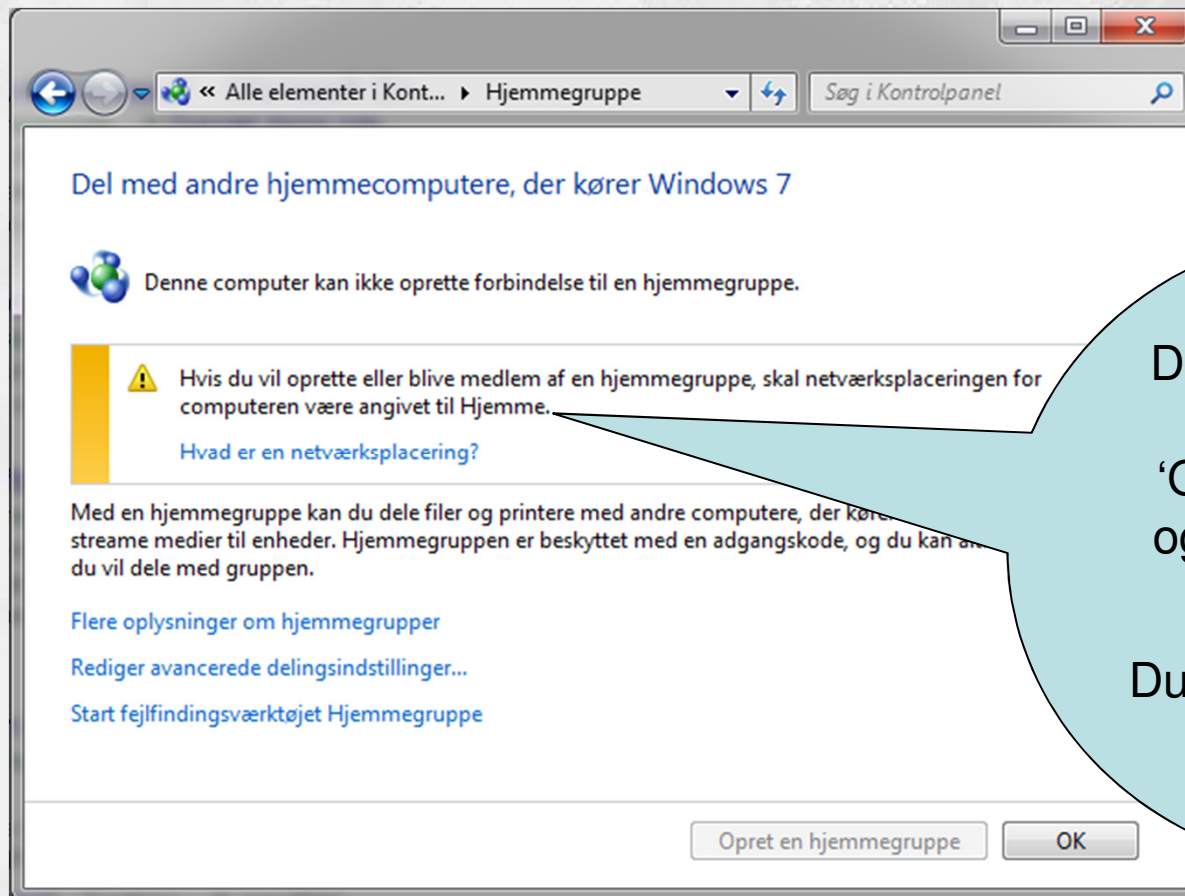 « Alle elementer i Kont... ▸ Hjemmegruppe
Søg i Kontrolpanel
Del med andre hjemmecomputere, der kører Windows 7
Denne computer kan ikke oprette forbindelse til en hjemmegruppe.
Hvis du vil oprette eller blive medlem af en hjemmegruppe, skal netværksplaceringen for
computeren være angivet til Hjemme.
Hvad er en netværksplacering?
Med en hjemmegruppe kan du dele filer og printere med andre computere, der
streame medier til enheder. Hjemmegruppen er beskyttet med en adgangskode, og du kan
du vil dele med gruppen.
Flere oplysninger om hjemmegrupper
Rediger avancerede delingsindstillinger...
Start fejlfindingsværktøjet Hjemmegruppe
Opret en hjemmegruppe
OK
Du